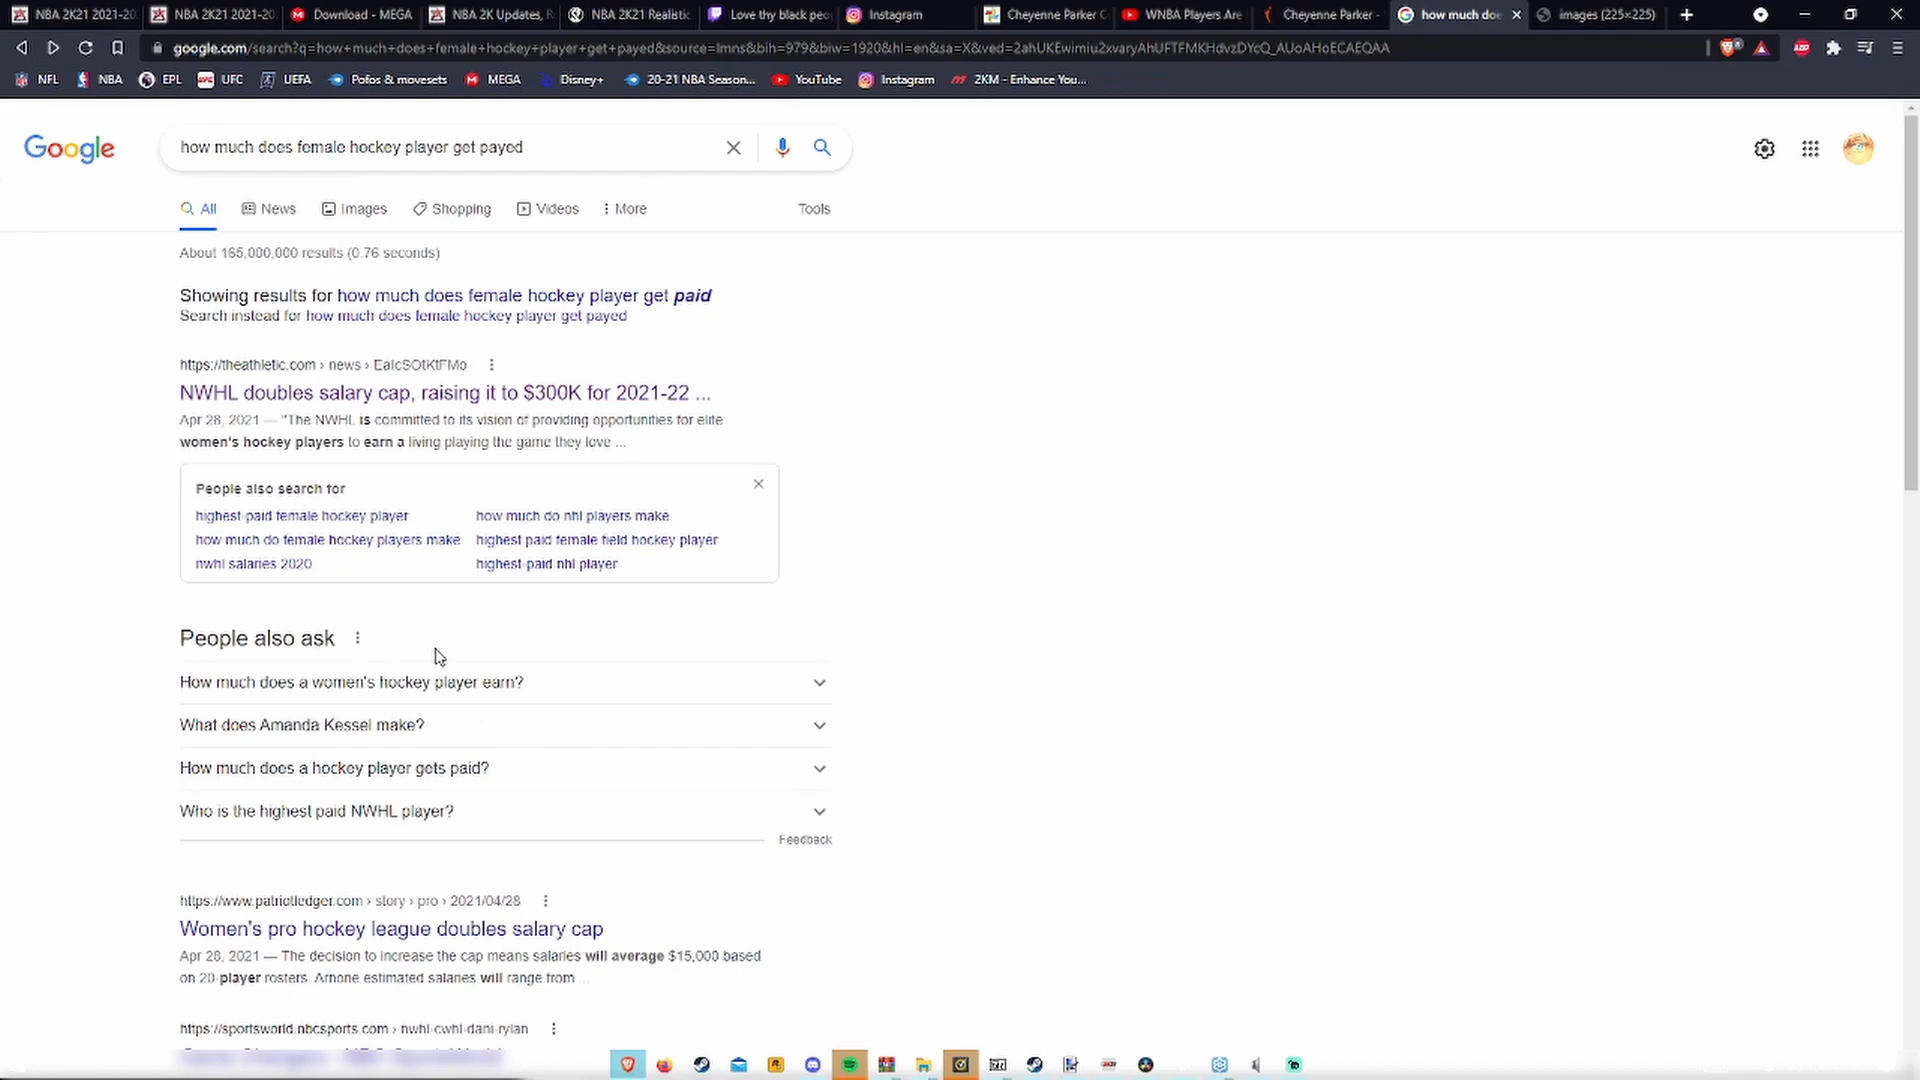 NBA 2K21 2021-20
NBA 2K21 2021-20
Download - MEGA
NBA 2K Updates, R
NBA 2K21 Realistic
Love thy black peo
Instagram
Cheyenne Parker C
WNBA Players Are
Cheyenne Parker -
how much doe
images (225×225)
google.com/search?q=how+much+does+female+hockey+player+get+payed&source=lmns&bih=979&biw=1920&hl=en&sa=X&ved=2ahUKEwimiu2xvaryAhUFTFMKHdvzDYcQ_AUoAHoECAEQAA
NFL
NBA
EPL
UFC
UEFA
Pofos & movesets
MEGA
Disney+
20-21 NBA Season...
YouTube
Instagram
2KM - Enhance You...
Google
how much does female hockey player get payed
All
News
Images
Shopping
Videos
More
Tools
About 165,000,000 results (0.76 seconds)
Showing results for how much does female hockey player get paid
Search instead for how much does female hockey player get payed
https://theathletic.com › news › EaIcSOtKtFMo
NWHL doubles salary cap, raising it to $300K for 2021-22 ...
Apr 28, 2021 — "The NWHL is committed to its vision of providing opportunities for elite
women's hockey players to earn a living playing the game they love ...
People also search for
highest-paid female hockey player
how much do nhl players make
how much do female hockey players make
highest paid female field hockey player
nwhl salaries 2020
highest-paid nhl player
People also ask
How much does a women's hockey player earn?
What does Amanda Kessel make?
How much does a hockey player gets paid?
Who is the highest paid NWHL player?
Feedback
https://www.patriotledger.com › story › pro › 2021/04/28
Women's pro hockey league doubles salary cap
Apr 28, 2021 — The decision to increase the cap means salaries will average $15,000 based
on 20-player rosters. Arnone estimated salaries will range from ...
https://sportsworld.nbcsports.com › nwhl-cwhl-dani-rylan